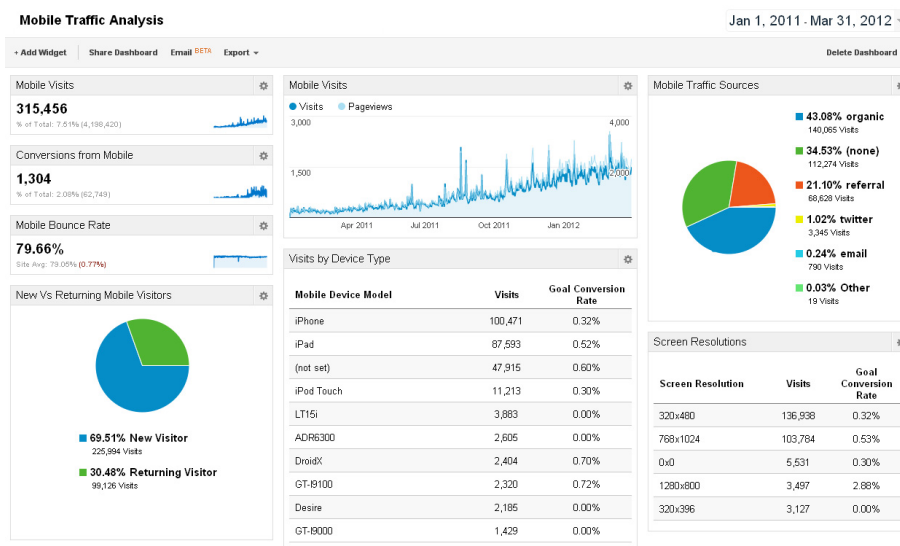 Mobile Traffic Analysis
Jan 1, 2011 - Mar 31, 2012
+ Add Widget Share Dashboard Email BETA Export
Delete Dashboard
Mobile Visits
315,456
% of Total: 7.51% (4,198,420)
Conversions from Mobile
1,304
% of Total: 2.08% (62,749)
Mobile Bounce Rate
79.66%
Site Avg: 79.05% (0.77%)
New Vs Returning Mobile Visitors
69.51% New Visitor
225,994 Visits
30.48% Returning Visitor
99,126 Visits
Mobile Visits
Visits Pageviews
3,000 4,000
1,500 2,000
Apr 2011 Jul 2011 Oct 2011 Jan 2012
Visits by Device Type
Mobile Device Model Visits Goal Conversion Rate
iPhone 100,471 0.32%
iPad 87,593 0.52%
(not set) 47,915 0.60%
iPod Touch 11,213 0.30%
LT15i 3,883 0.00%
ADR6300 2,605 0.00%
DroidX 2,404 0.70%
GT-I9100 2,320 0.72%
Desire 2,185 0.00%
GT-I9000 1,429 0.00%
Mobile Traffic Sources
43.08% organic
140,065 Visits
34.53% (none)
112,274 Visits
21.10% referral
68,628 Visits
1.02% twitter
3,345 Visits
0.24% email
790 Visits
0.03% Other
19 Visits
Screen Resolutions
Screen Resolution Visits Goal Conversion Rate
320x480 136,938 0.32%
768x1024 103,784 0.53%
0x0 5,531 0.30%
1280x800 3,497 2.88%
320x396 3,127 0.00%